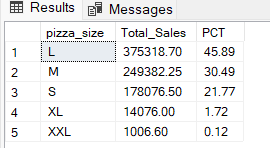 Results Messages
pizza_size Total_Sales PCT
1 L 375318.70 45.89
2 M 249382.25 30.49
3 S 178076.50 21.77
4 XL 14076.00 1.72
5 XXL 1006.60 0.12